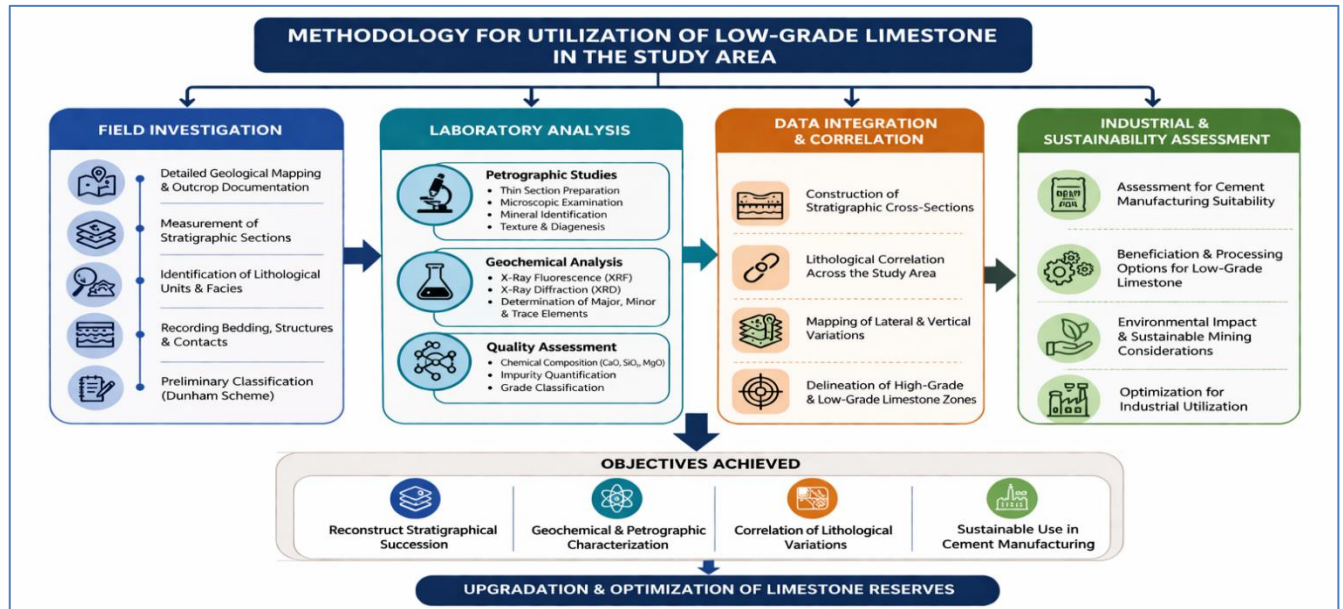 METHODOLOGY FOR UTILIZATION OF LOW-GRADE LIMESTONE
IN THE STUDY AREA
FIELD INVESTIGATION
Detailed Geological Mapping
& Outcrop Documentation
Measurement of
Stratigraphic Sections
Identification of Lithological
Units & Facies
Recording Bedding, Structures
& Contacts
Preliminary Classification
(Dunham Scheme)
LABORATORY ANALYSIS
Petrographic Studies
• Thin Section Preparation
• Microscopic Examination
• Mineral Identification
• Texture & Diagenesis
Geochemical Analysis
• X-Ray Fluorescence (XRF)
• X-Ray Diffraction (XRD)
• Determination of Major, Minor
& Trace Elements
Quality Assessment
• Chemical Composition (CaO, SiO₂, MgO)
• Impurity Quantification
• Grade Classification
DATA INTEGRATION
& CORRELATION
Construction of
Stratigraphic Cross-Sections
Lithological Correlation
Across the Study Area
Mapping of Lateral & Vertical
Variations
Delineation of High-Grade
& Low-Grade Limestone Zones
INDUSTRIAL &
SUSTAINABILITY ASSESSMENT
Assessment for Cement
Manufacturing Suitability
Beneficiation & Processing
Options for Low-Grade
Limestone
Environmental Impact
& Sustainable Mining
Considerations
Optimization for
Industrial Utilization
OBJECTIVES ACHIEVED
Reconstruct Stratigraphical
Succession
Geochemical & Petrographic
Characterization
Correlation of Lithological
Variations
Sustainable Use in
Cement Manufacturing
UPGRADATION & OPTIMIZATION OF LIMESTONE RESERVES